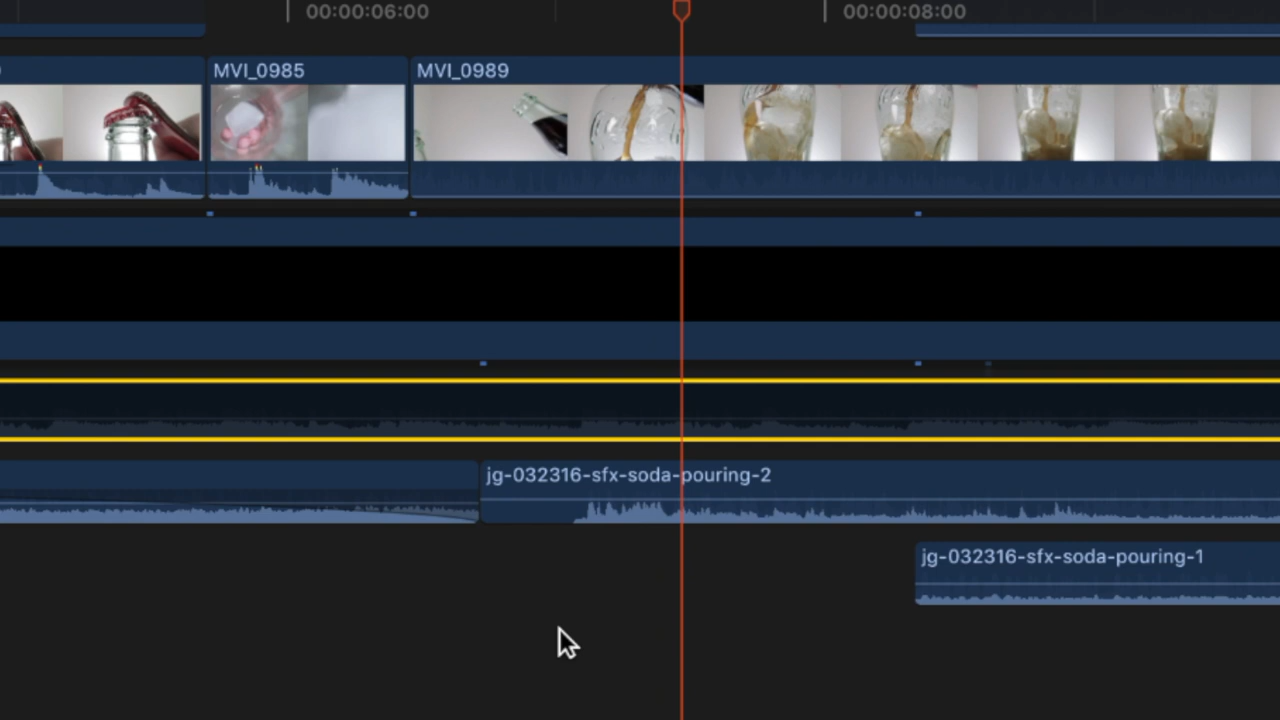 00:00:06:00
00:00:08:00
MVI_0985
MVI_0989
jg-032316-sfx-soda-pouring-2
jg-032316-sfx-soda-pouring-1